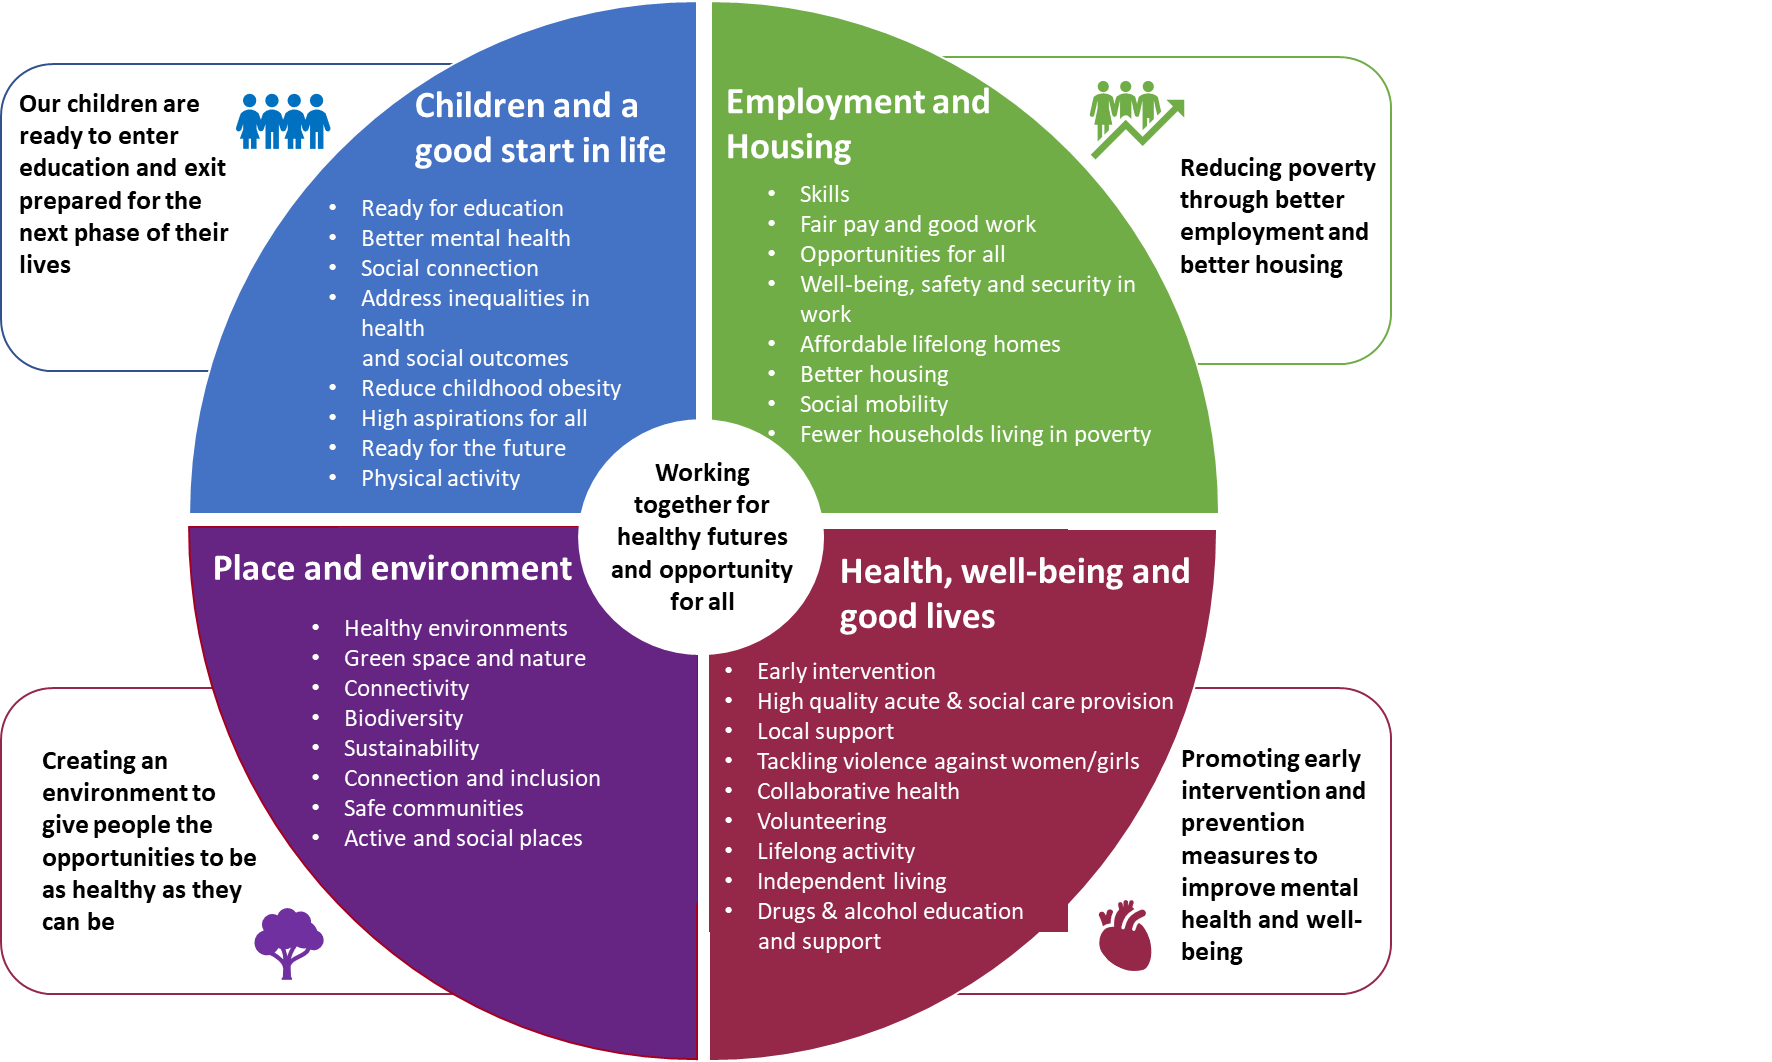 Our children are
ready to enter
education and exit
prepared for the
next phase of their
lives
Children and a
good start in life
• Ready for education
• Better mental health
• Social connection
• Address inequalities in
health
and social outcomes
• Reduce childhood obesity
• High aspirations for all
• Ready for the future
• Physical activity
Employment and
Housing
• Skills
• Fair pay and good work
• Opportunities for all
• Well-being, safety and security in
work
• Affordable lifelong homes
• Better housing
• Social mobility
• Fewer households living in poverty
Reducing poverty
through better
employment and
better housing
Working
together for
healthy futures
and opportunity
for all
Place and environment
• Healthy environments
• Green space and nature
• Connectivity
• Biodiversity
• Sustainability
• Connection and inclusion
• Safe communities
• Active and social places
Creating an
environment to
give people the
opportunities to be
as healthy as they
can be
Health, well-being and
good lives
• Early intervention
• High quality acute & social care provision
• Local support
• Tackling violence against women/girls
• Collaborative health
• Volunteering
• Lifelong activity
• Independent living
• Drugs & alcohol education
and support
Promoting early
intervention and
prevention
measures to
improve mental
health and well-
being